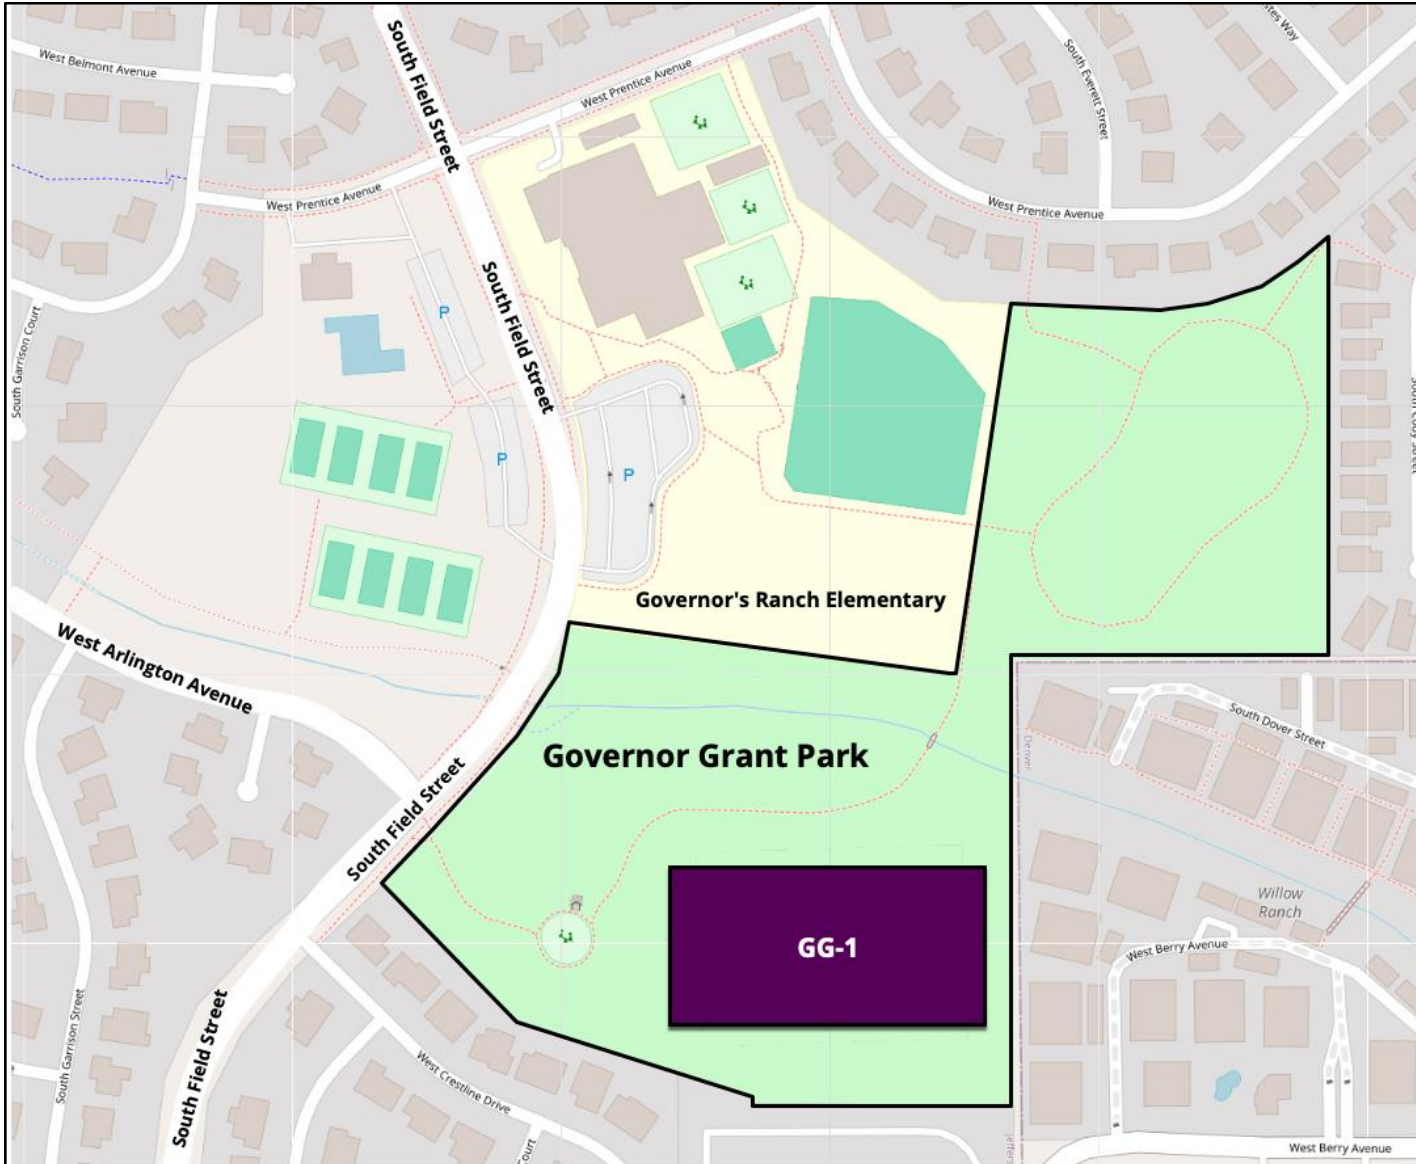 South Field Street
West Belmont Avenue
West Prentice Avenue
South Everett Street
West Prentice Avenue
West Prentice Avenue
South Field Street
South Garrison Court
P
P
P
Governor's Ranch Elementary
West Arlington Avenue
Governor Grant Park
South Dover Street
Denver
South Field Street
Willow
Ranch
GG-1
West Berry Avenue
South Garrison Street
South Field Street
West Crestline Drive
Court
West Berry Avenue